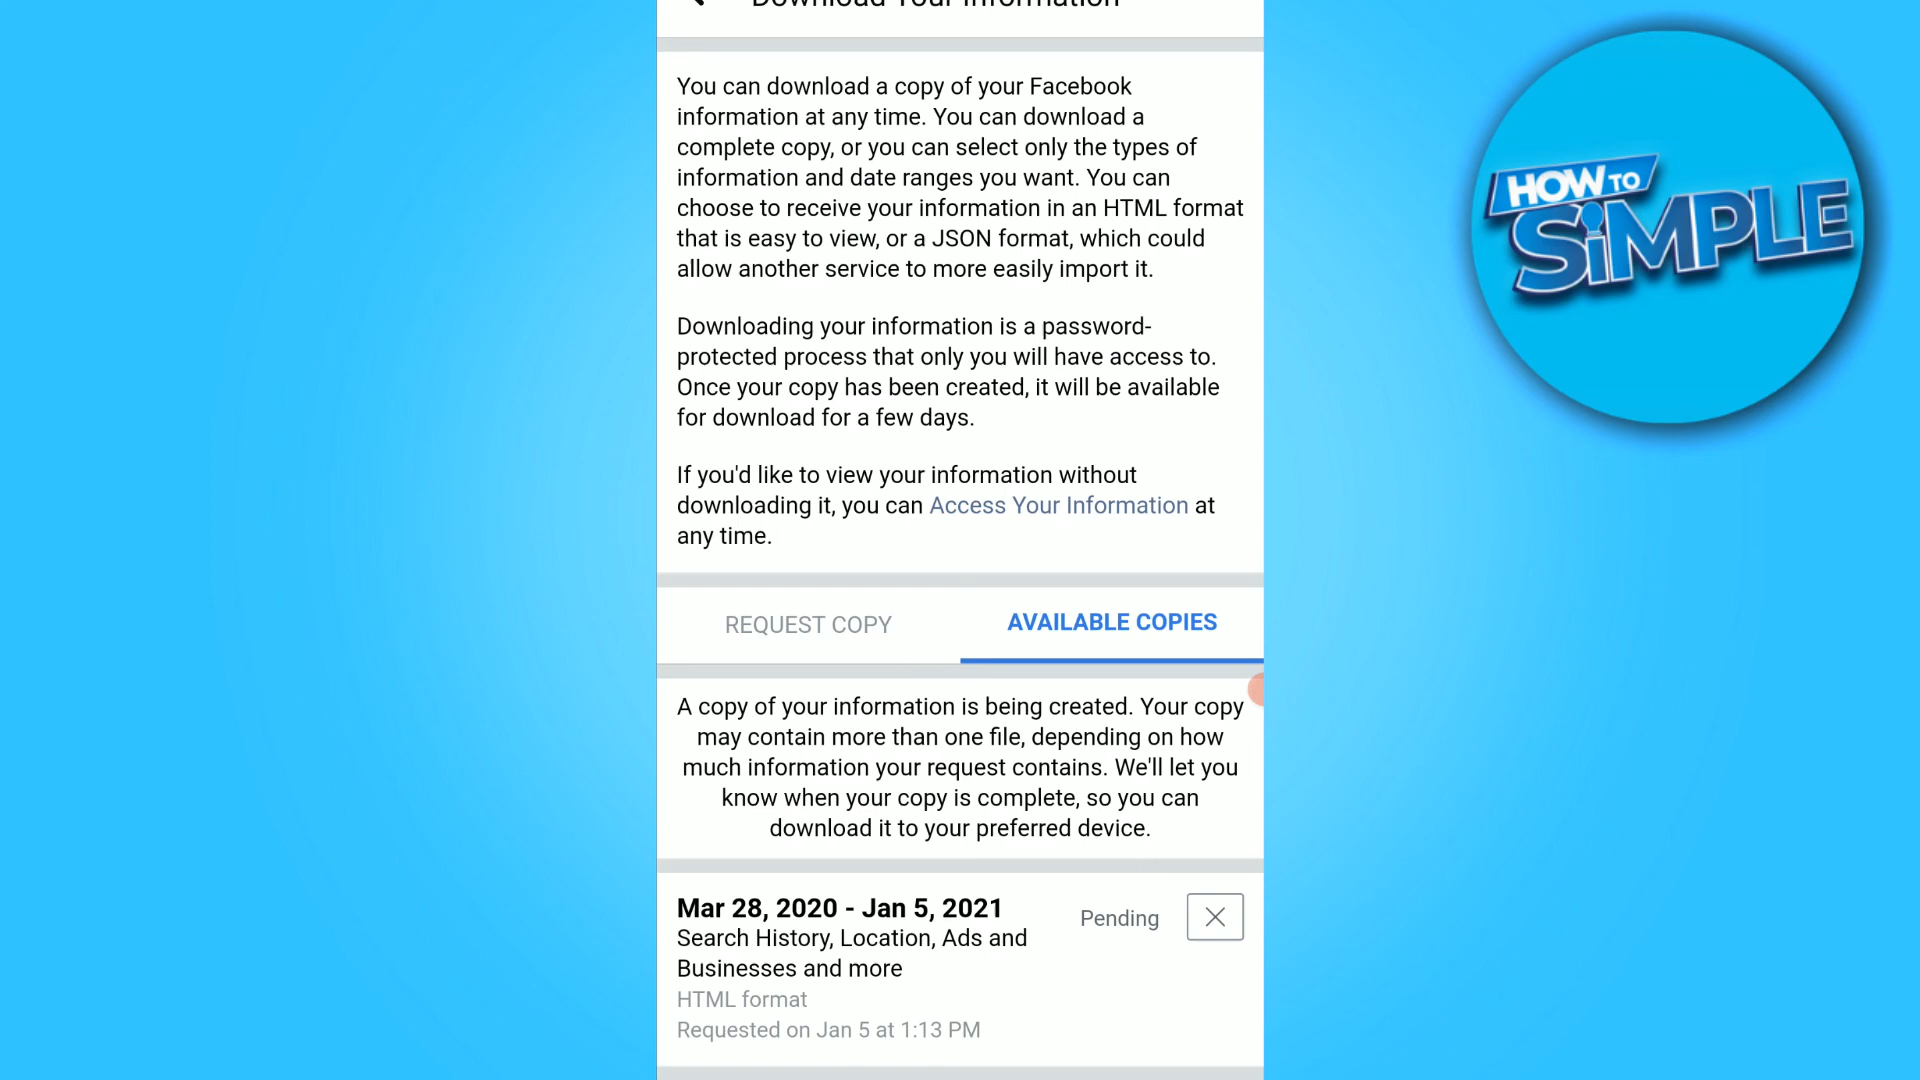 Download Your Information
You can download a copy of your Facebook
information at any time. You can download a
complete copy, or you can select only the types of
information and date ranges you want. You can
choose to receive your information in an HTML format
that is easy to view, or a JSON format, which could
allow another service to more easily import it.
Downloading your information is a password-
protected process that only you will have access to.
Once your copy has been created, it will be available
for download for a few days.
If you'd like to view your information without
downloading it, you can Access Your Information at
any time.
REQUEST COPY
AVAILABLE COPIES
A copy of your information is being created. Your copy
may contain more than one file, depending on how
much information your request contains. We'll let you
know when your copy is complete, so you can
download it to your preferred device.
Mar 28, 2020 - Jan 5, 2021
Pending
Search History, Location, Ads and
Businesses and more
HTML format
Requested on Jan 5 at 1:13 PM
HOW TO
SiMPLE